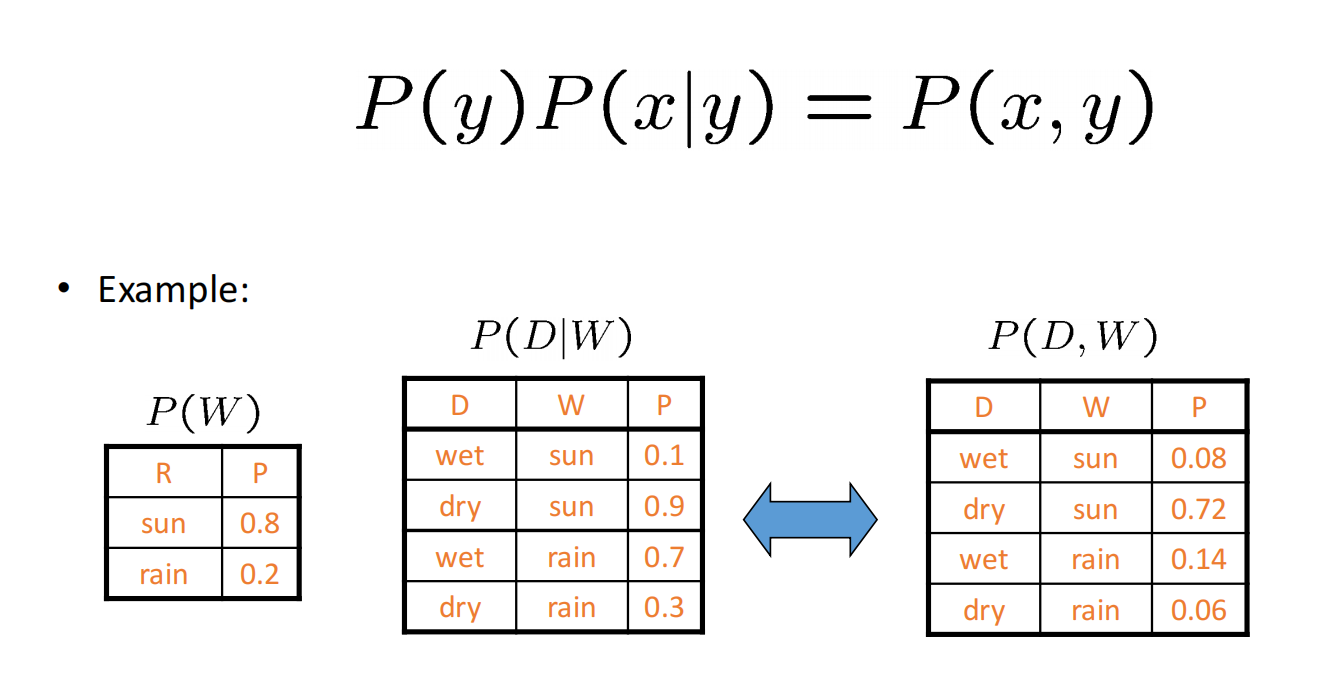 P(y)P(x|y) = P(x, y)
• Example:
P(W)
R P
sun 0.8
rain 0.2
P(D|W)
D W P
wet sun 0.1
dry sun 0.9
wet rain 0.7
dry rain 0.3
P(D, W)
D W P
wet sun 0.08
dry sun 0.72
wet rain 0.14
dry rain 0.06